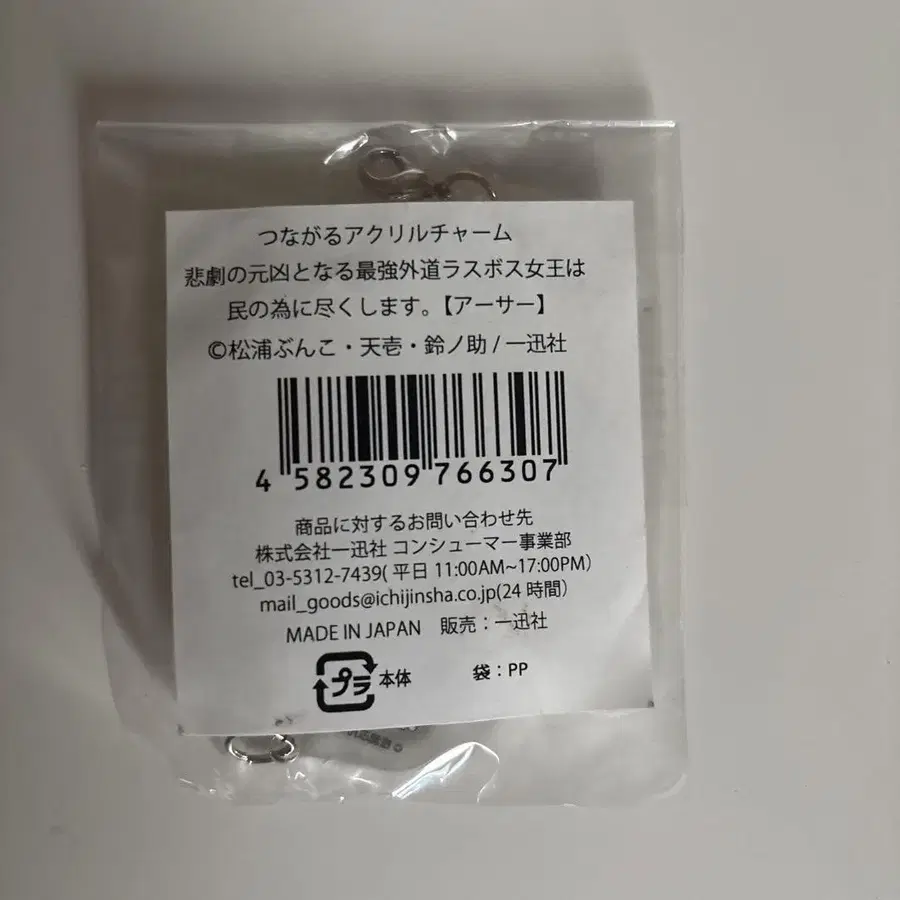 つながるアクリルチャーム
悲劇の元凶となる最強外道ラスボス女王は
民の為に尽くします。【アーサー】
©松浦ぶんこ・天壱・鈴ノ助 / 一迅社
4 582309 766307
商品に対するお問い合わせ先
株式会社一迅社 コンシューマー事業部
tel_03-5312-7439( 平日 11:00AM~17:00PM)
mail_goods@ichijinsha.co.jp(24 時間)
MADE IN JAPAN 販売：一迅社
プラ 本体 袋：PP